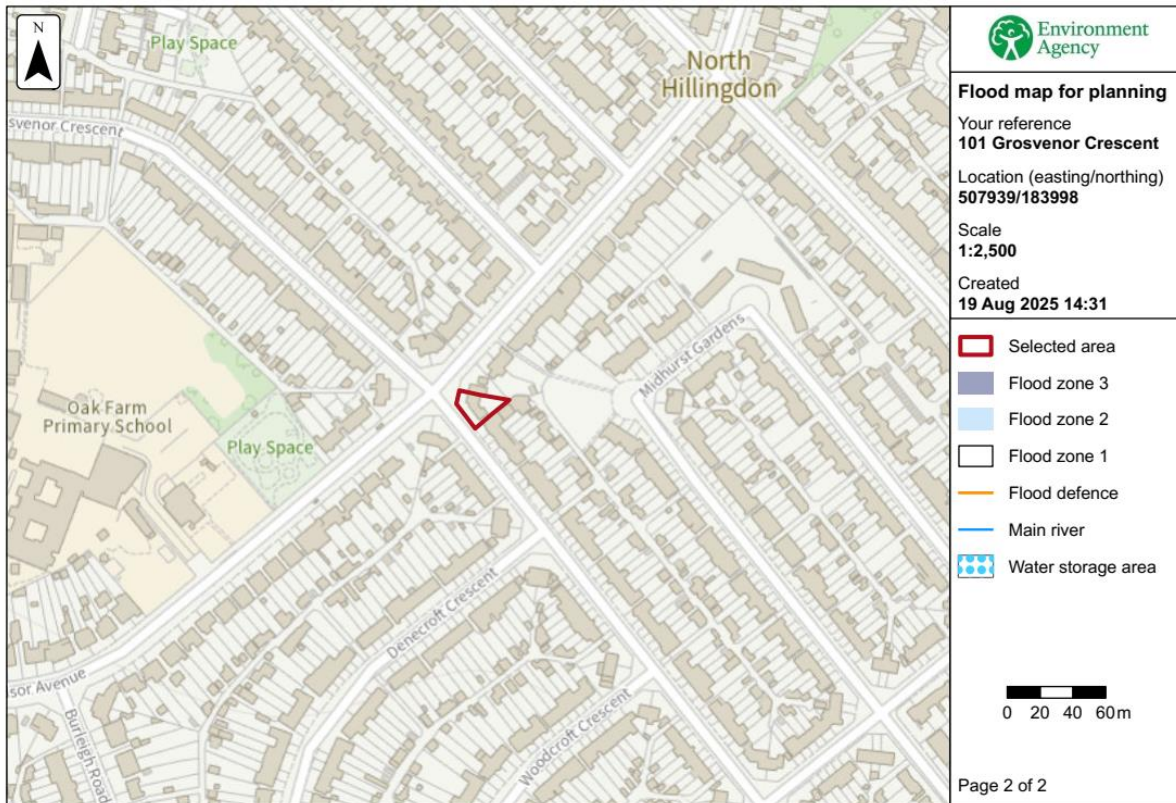 N
Play Space
North
Hillingdon
svenor Crescent
Midhurst Gardens
Oak Farm
Primary School
Play Space
Denecroft Crescent
sor Avenue
Burleigh Road
Woodcroft Crescent
Environment
Agency
Flood map for planning
Your reference
101 Grosvenor Crescent
Location (easting/northing)
507939/183998
Scale
1:2,500
Created
19 Aug 2025 14:31
Selected area
Flood zone 3
Flood zone 2
Flood zone 1
Flood defence
Main river
Water storage area
0 20 40 60m
Page 2 of 2